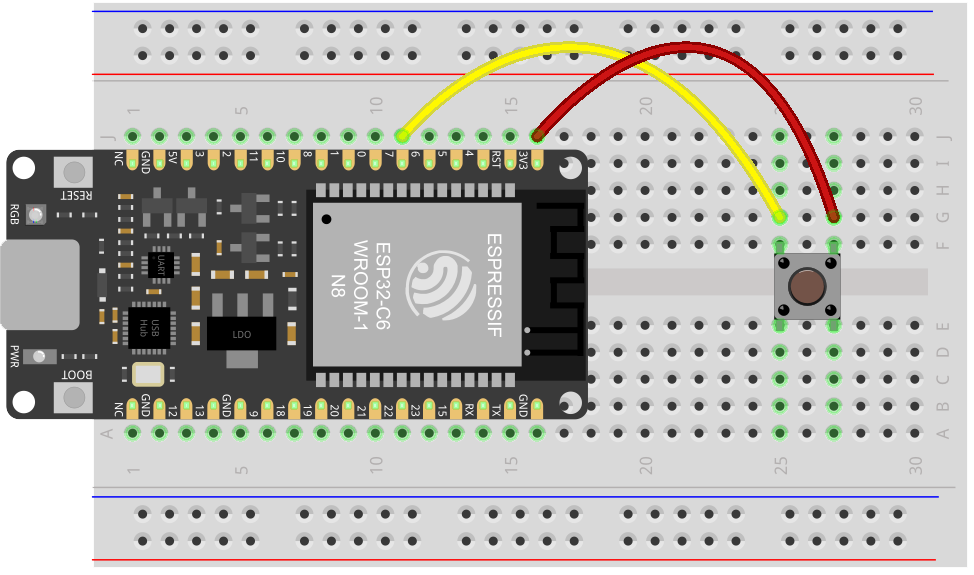 1 5 10 15 20 25 30
J J
NC GND 5V 3 2 11 10 8 1 0 7 6 5 4 RST 3V3
I
H
G
F
RESET
RGB
UART
USB
Hub
LDO
ESPRESSIF
ESP32-C6
WROOM-1
N8
PWR
BOOT
E
D
C
B
NC GND 12 13 GND 9 18 19 20 21 22 23 15 RX TX GND
A A
1 5 10 15 20 25 30